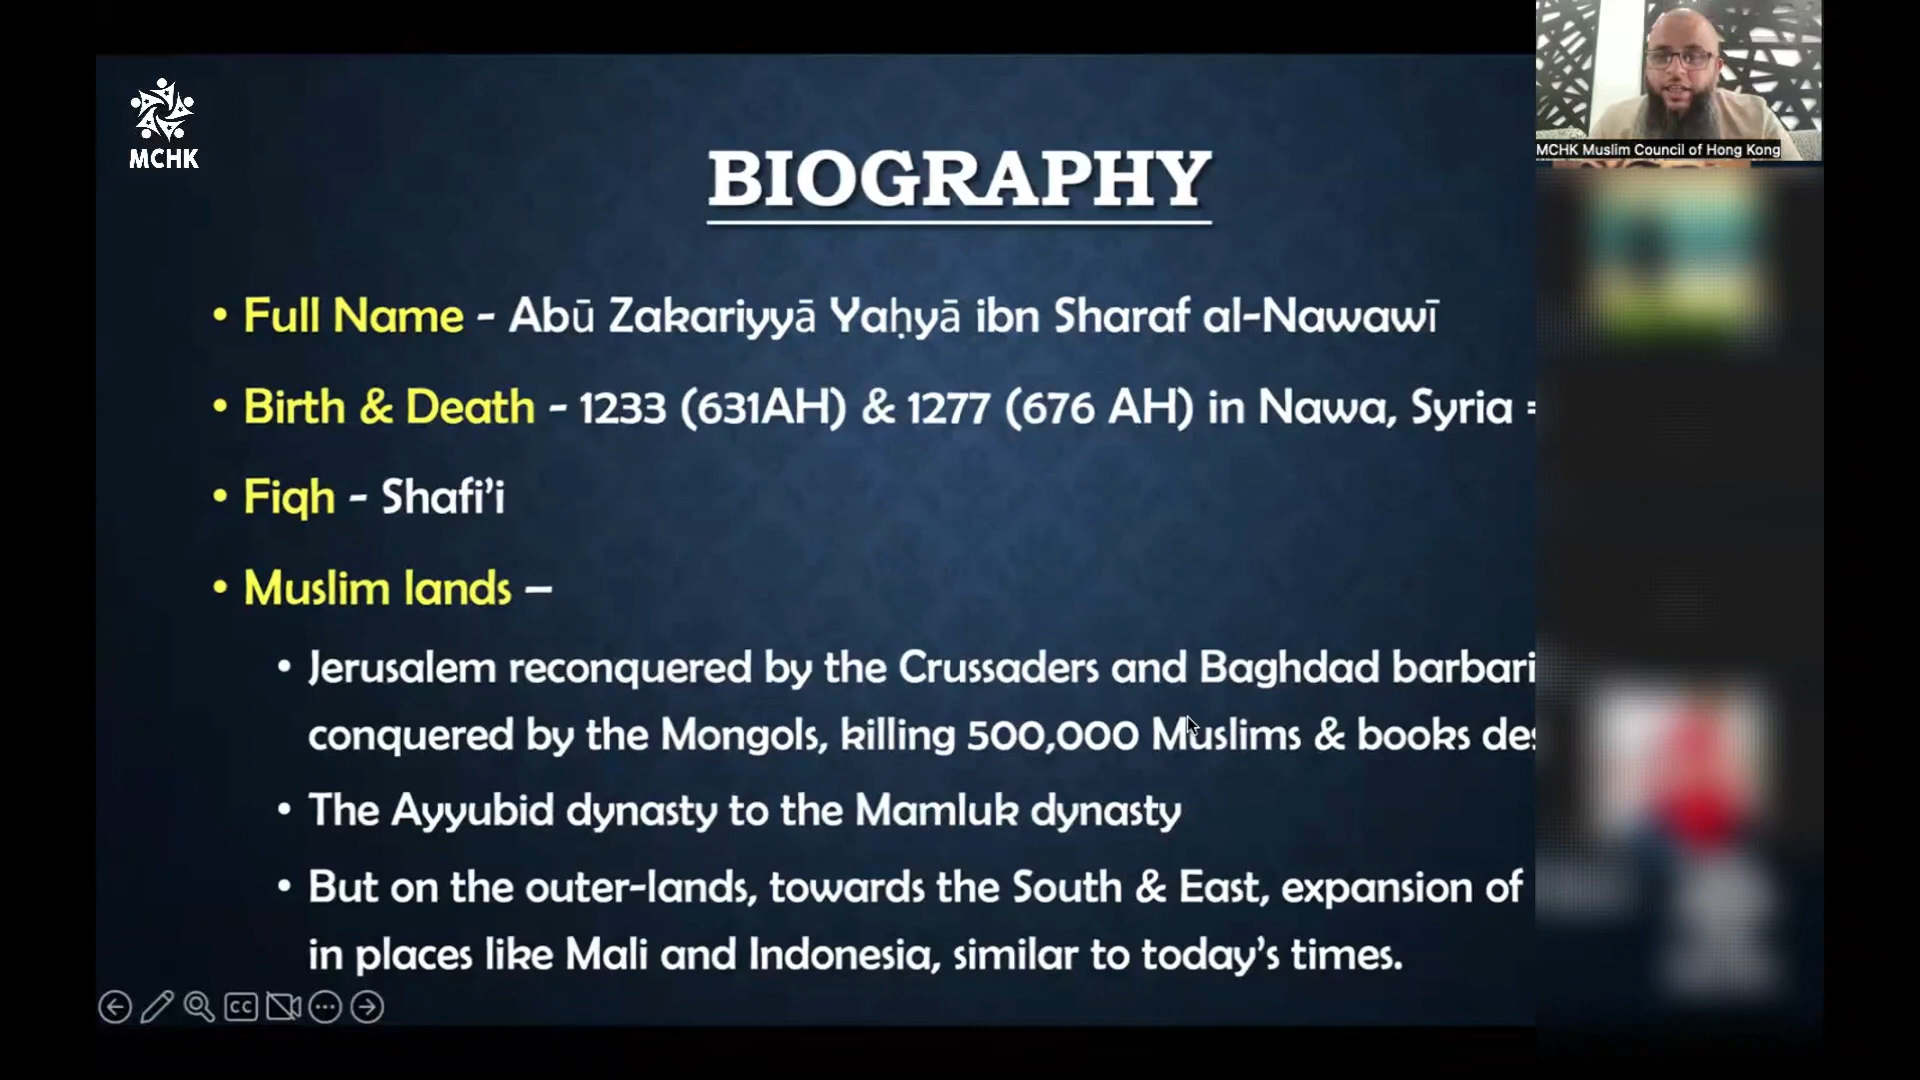 MCHK
BIOGRAPHY
• Full Name - Abū Zakariyyā Yaḥyā ibn Sharaf al-Nawawī
• Birth & Death - 1233 (631AH) & 1277 (676 AH) in Nawa, Syria =
• Fiqh - Shafi’i
• Muslim lands –
• Jerusalem reconquered by the Crussaders and Baghdad barbari
conquered by the Mongols, killing 500,000 Muslims & books des
• The Ayyubid dynasty to the Mamluk dynasty
• But on the outer-lands, towards the South & East, expansion of
in places like Mali and Indonesia, similar to today’s times.
CC
MCHK Muslim Council of Hong Kong